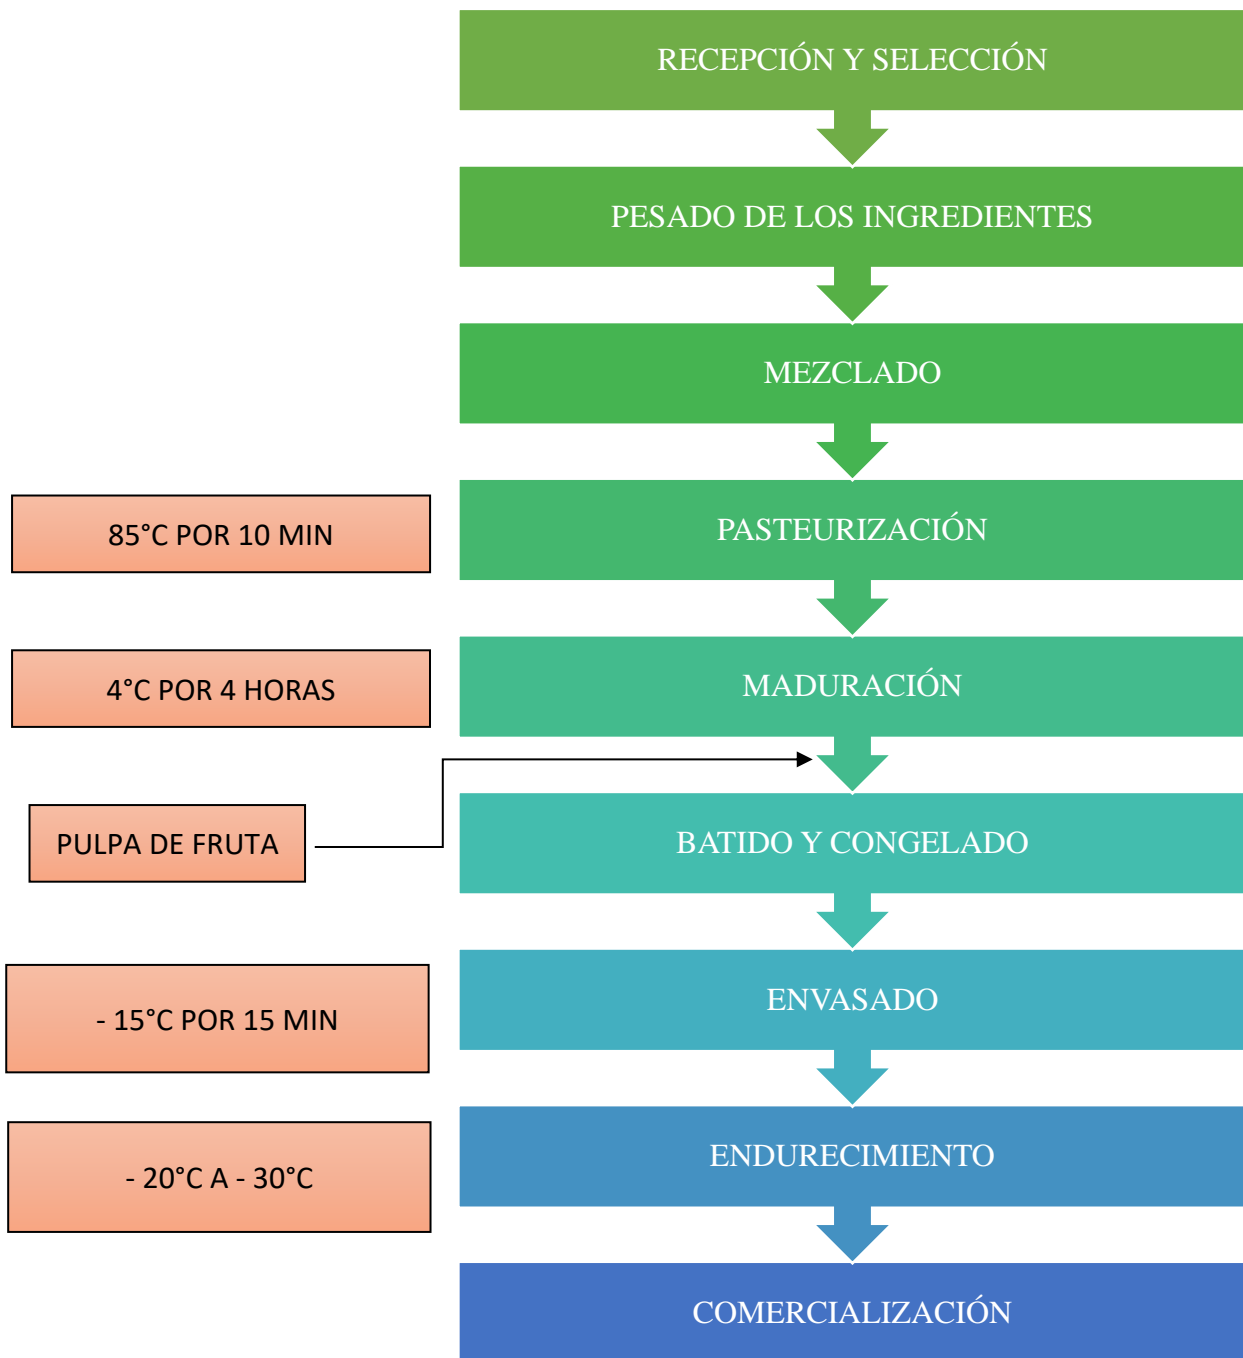 RECEPCIÓN Y SELECCIÓN
PESADO DE LOS INGREDIENTES
MEZCLADO
85°C POR 10 MIN
PASTEURIZACIÓN
4°C POR 4 HORAS
MADURACIÓN
PULPA DE FRUTA
BATIDO Y CONGELADO
- 15°C POR 15 MIN
ENVASADO
- 20°C A - 30°C
ENDURECIMIENTO
COMERCIALIZACIÓN